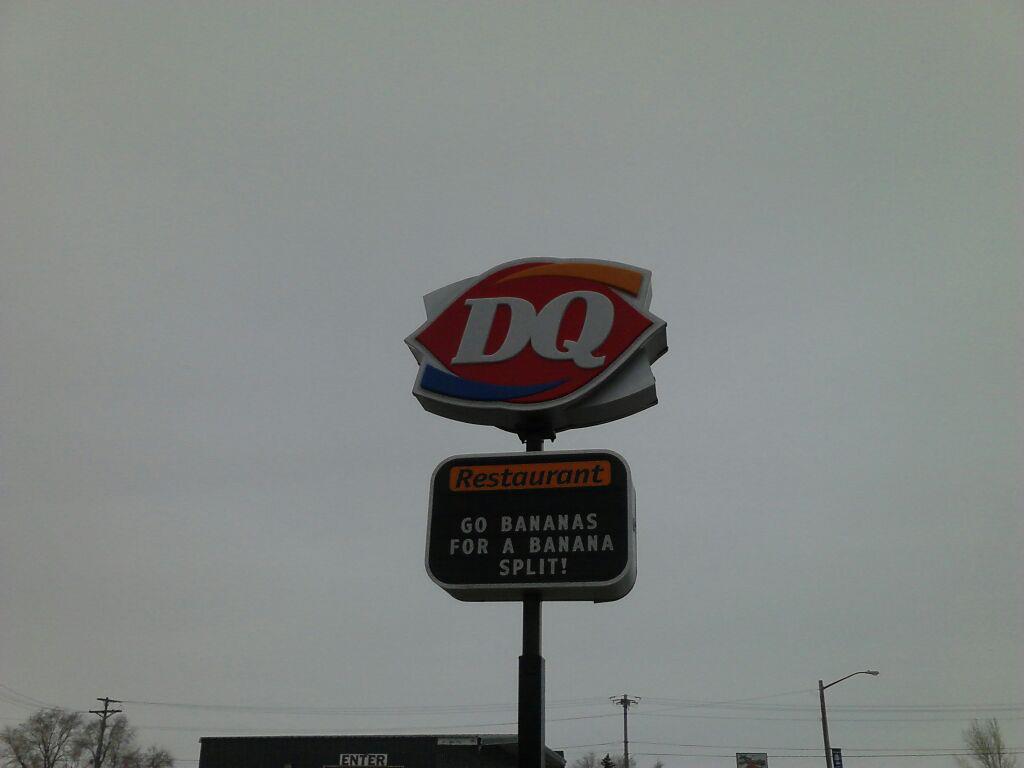 DQ
Restaurant
GO BANANAS
FOR A BANANA
SPLIT!
ENTER